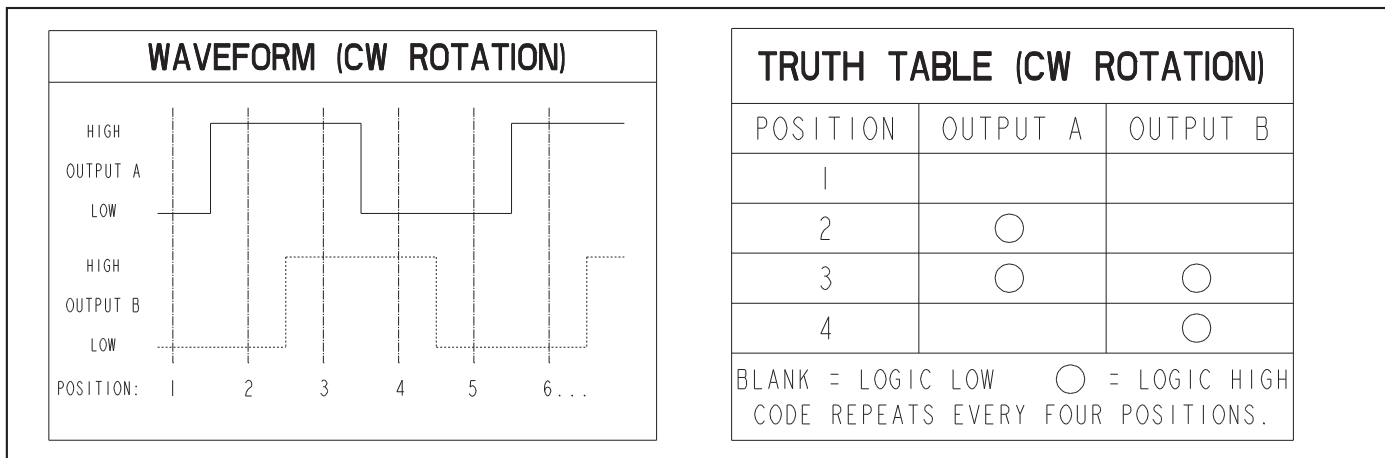 WAVEFORM (CW ROTATION)
HIGH
OUTPUT A
LOW
HIGH
OUTPUT B
LOW
POSITION: 1 2 3 4 5 6...
TRUTH TABLE (CW ROTATION)
POSITION OUTPUT A OUTPUT B
1
2
3
4
BLANK = LOGIC LOW = LOGIC HIGH
CODE REPEATS EVERY FOUR POSITIONS.